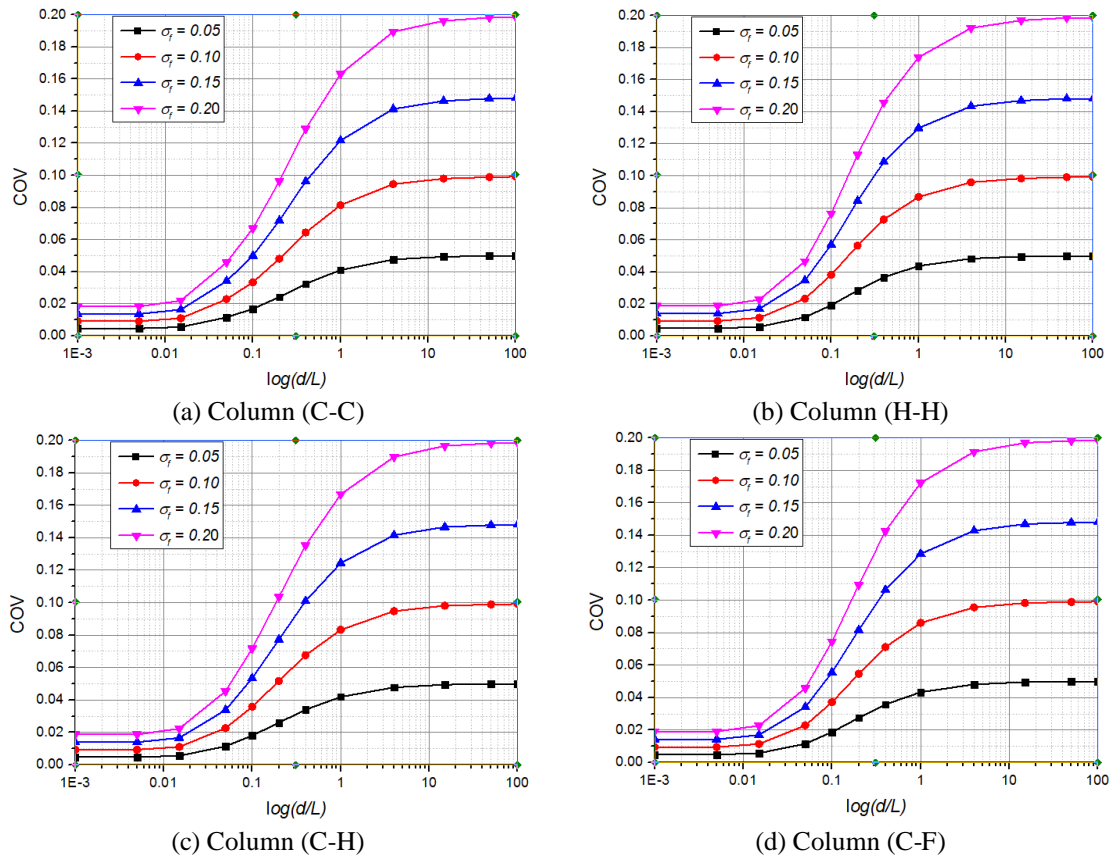 0.20
0.18
0.16
0.14
0.12
0.10
0.08
0.06
0.04
0.02
0.00
COV
σf = 0.05
σf = 0.10
σf = 0.15
σf = 0.20
1E-3 0.01 0.1 1 10 100
log(d/L)
(a) Column (C-C)
0.20
0.18
0.16
0.14
0.12
0.10
0.08
0.06
0.04
0.02
0.00
COV
σf = 0.05
σf = 0.10
σf = 0.15
σf = 0.20
1E-3 0.01 0.1 1 10 100
log(d/L)
(b) Column (H-H)
0.20
0.18
0.16
0.14
0.12
0.10
0.08
0.06
0.04
0.02
0.00
COV
σf = 0.05
σf = 0.10
σf = 0.15
σf = 0.20
1E-3 0.01 0.1 1 10 100
log(d/L)
(c) Column (C-H)
0.20
0.18
0.16
0.14
0.12
0.10
0.08
0.06
0.04
0.02
0.00
COV
σf = 0.05
σf = 0.10
σf = 0.15
σf = 0.20
1E-3 0.01 0.1 1 10 100
log(d/L)
(d) Column (C-F)